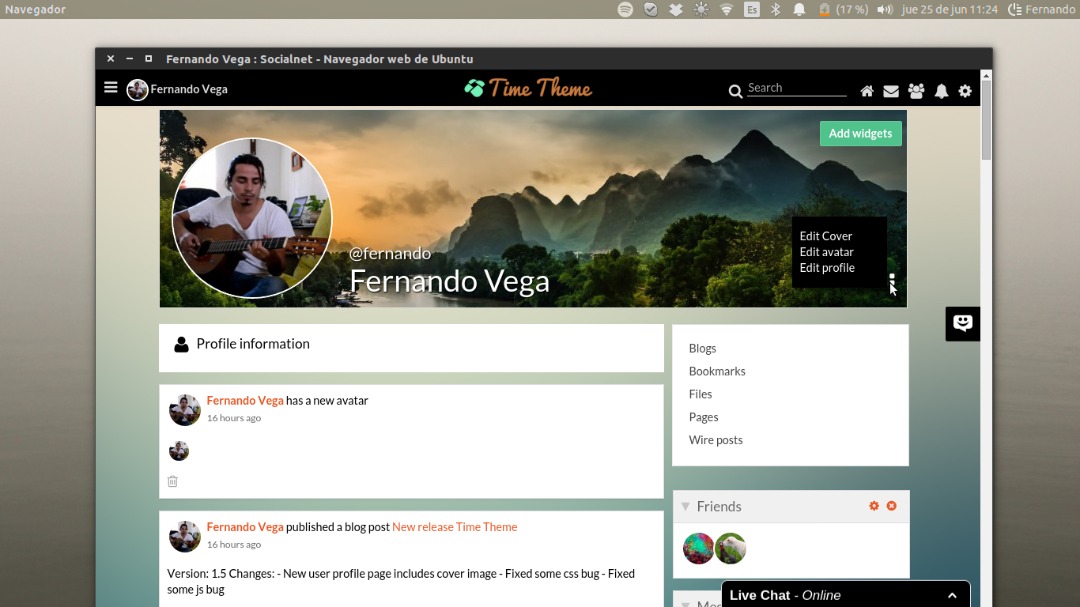 Navegador
Es
(17 %)
jue 25 de jun 11:24
Fernando
Fernando Vega : Socialnet - Navegador web de Ubuntu
Fernando Vega
Time Theme
Search
Add widgets
Edit Cover
Edit avatar
Edit profile
@fernando
Fernando Vega
Profile information
Fernando Vega has a new avatar
16 hours ago
Fernando Vega published a blog post New release Time Theme
16 hours ago
Version: 1.5 Changes: - New user profile page includes cover image - Fixed some css bug - Fixed
some js bug
Blogs
Bookmarks
Files
Pages
Wire posts
Friends
Live Chat - Online